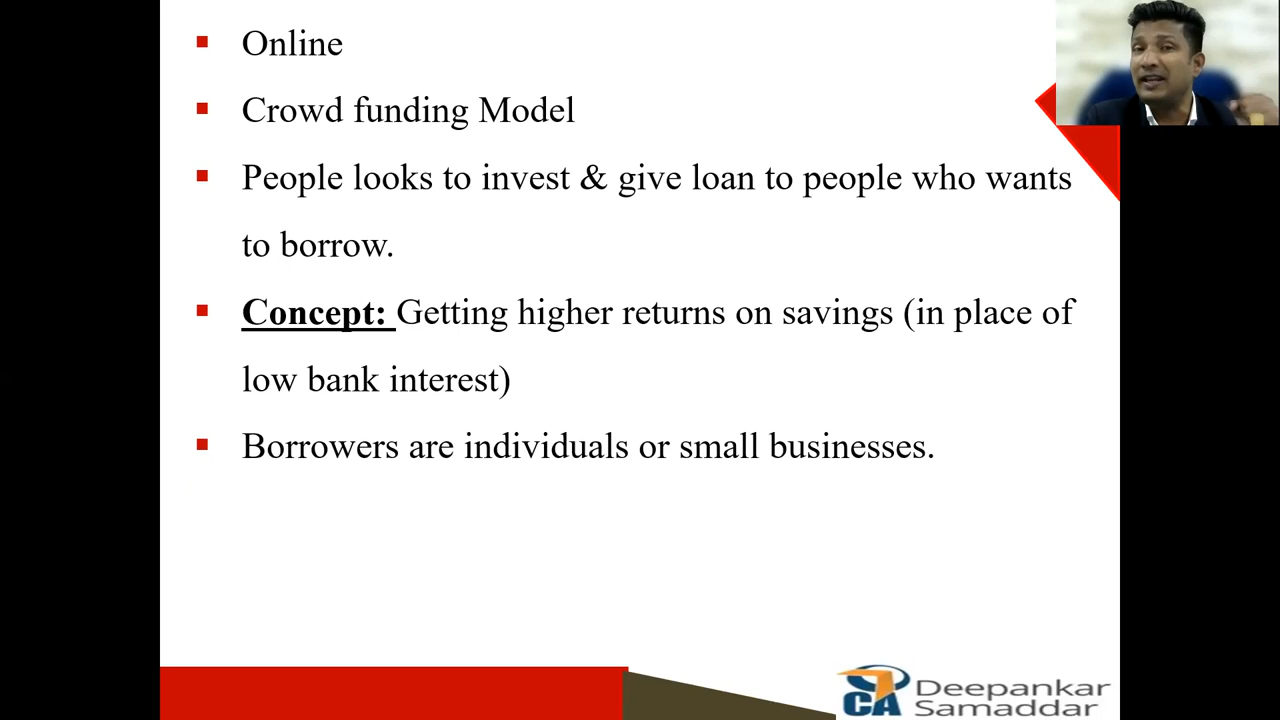 Online
Crowd funding Model
People looks to invest & give loan to people who wants
to borrow.
Concept: Getting higher returns on savings (in place of
low bank interest)
Borrowers are individuals or small businesses.
CA
Deepankar
Samaddar